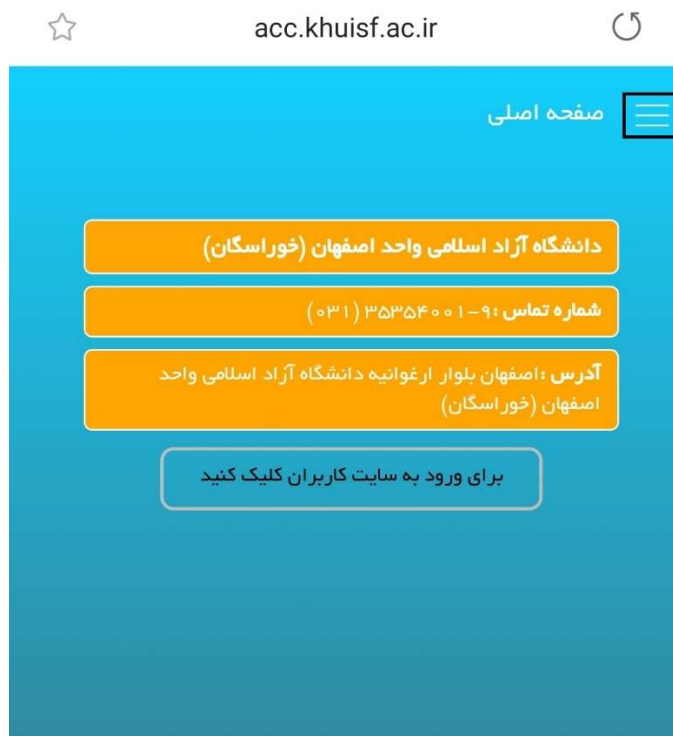 acc.khuisf.ac.ir
صفحه اصلی
دانشگاه آزاد اسلامی واحد اصفهان (خوراسگان)
شماره تماس :۹-۳۵۳۵۴۰۰۱ (۰۳۱)
آدرس :اصفهان بلوار ارغوانیه دانشگاه آزاد اسلامی واحد
اصفهان (خوراسگان)
برای ورود به سایت کاربران کلیک کنید